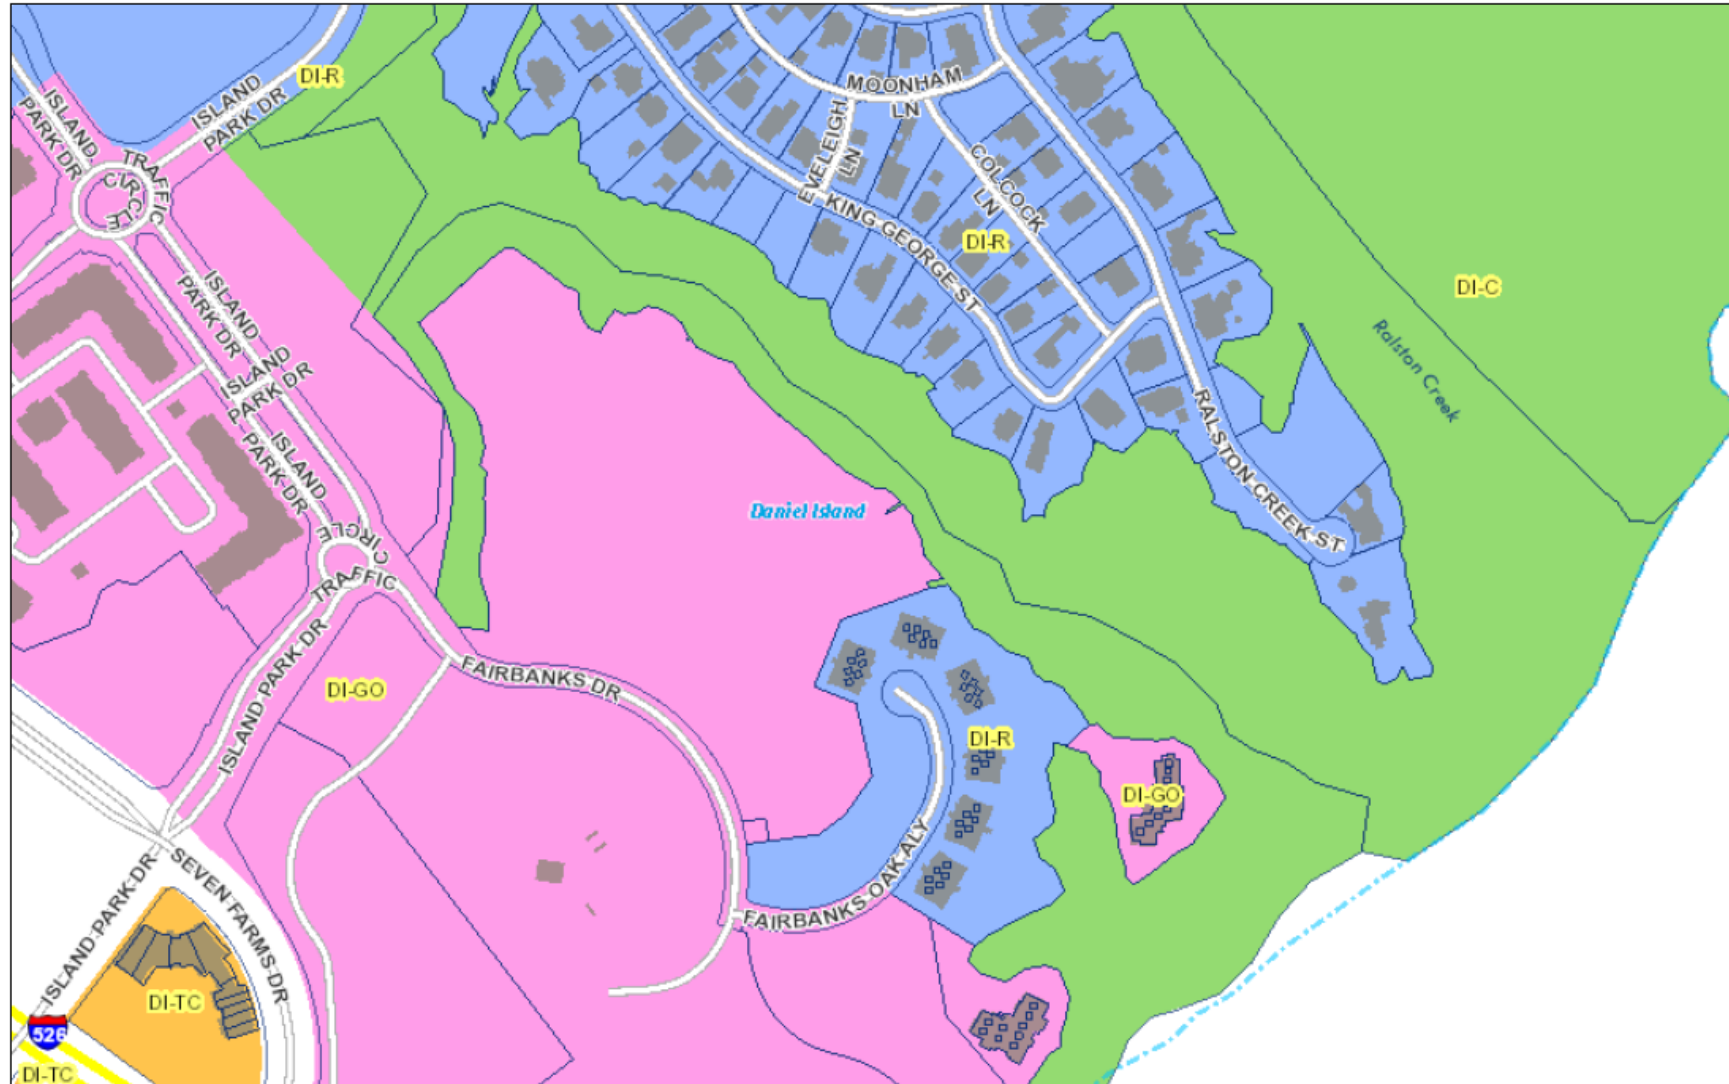 DI-R
ISLAND
PARK DR
ISLAND
PARK DR
TRAFFIC
CIRCLE
MOONHAM
LN
EVELEIGH
LN
COLCOCK
LN
KING GEORGE ST
DI-R
DI-C
Ralston Creek
ISLAND
PARK DR
ISLAND
PARK DR
ISLAND
PARK DR
RALSTON CREEK ST
Daniel Island
TRAFFIC
CIRCLE
ISLAND PARK DR
FAIRBANKS DR
DI-GO
DI-R
DI-GO
FAIRBANKS OAK ALY
SEVEN FARMS DR
ISLAND PARK DR
DI-TC
526
DI-TC